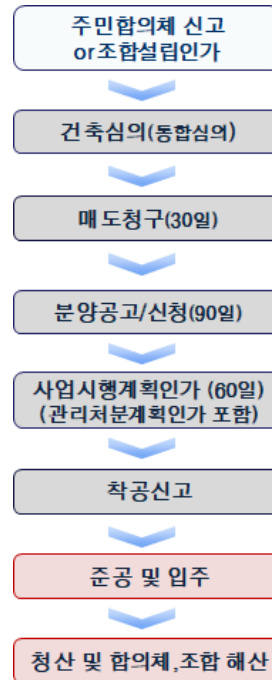 주민합의체 신고
or조합설립인가
건축심의(통합심의)
매도청구(30일)
분양공고/신청(90일)
사업시행계획인가 (60일)
(관리처분계획인가 포함)
착공신고
준공 및 입주
청산 및 합의체,조합 해산